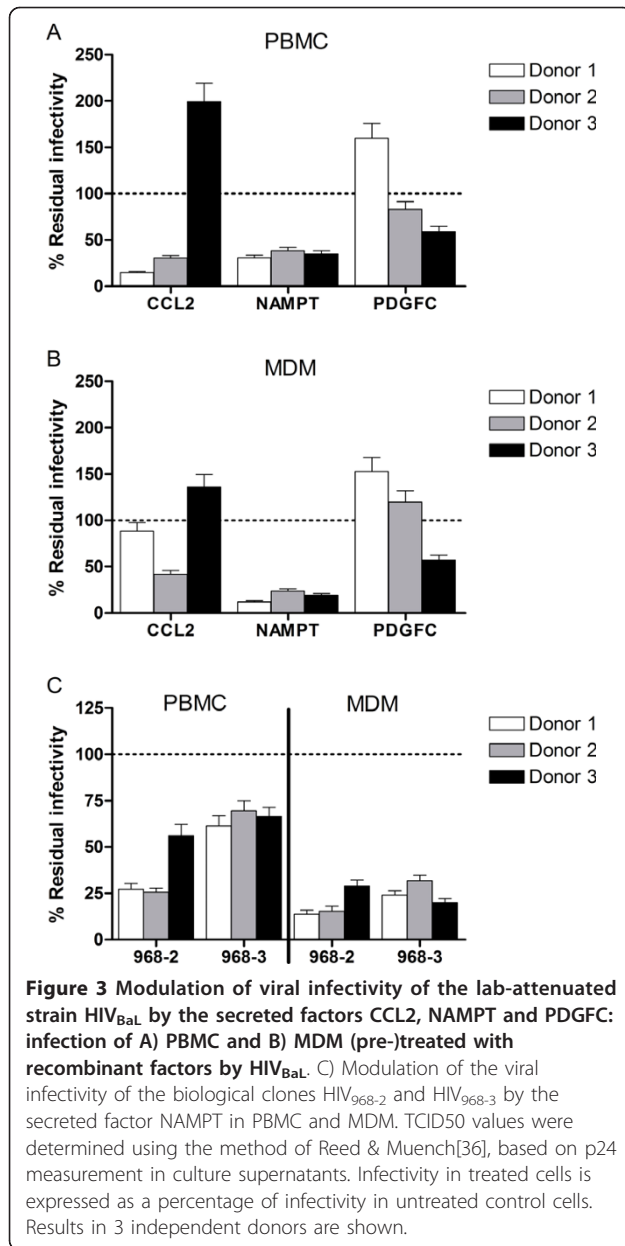 A
PBMC
% Residual infectivity
250
200
150
100
50
0
CCL2 NAMPT PDGFC
Donor 1
Donor 2
Donor 3
B
MDM
% Residual infectivity
250
200
150
100
50
0
CCL2 NAMPT PDGFC
Donor 1
Donor 2
Donor 3
C
PBMC MDM
% Residual infectivity
125
100
75
50
25
0
968-2 968-3 968-2 968-3
Donor 1
Donor 2
Donor 3
Figure 3 Modulation of viral infectivity of the lab-attenuated
strain HIVBaL by the secreted factors CCL2, NAMPT and PDGFC:
infection of A) PBMC and B) MDM (pre-)treated with
recombinant factors by HIVBaL. C) Modulation of the viral
infectivity of the biological clones HIV968-2 and HIV968-3 by the
secreted factor NAMPT in PBMC and MDM. TCID50 values were
determined using the method of Reed & Muench[36], based on p24
measurement in culture supernatants. Infectivity in treated cells is
expressed as a percentage of infectivity in untreated control cells.
Results in 3 independent donors are shown.